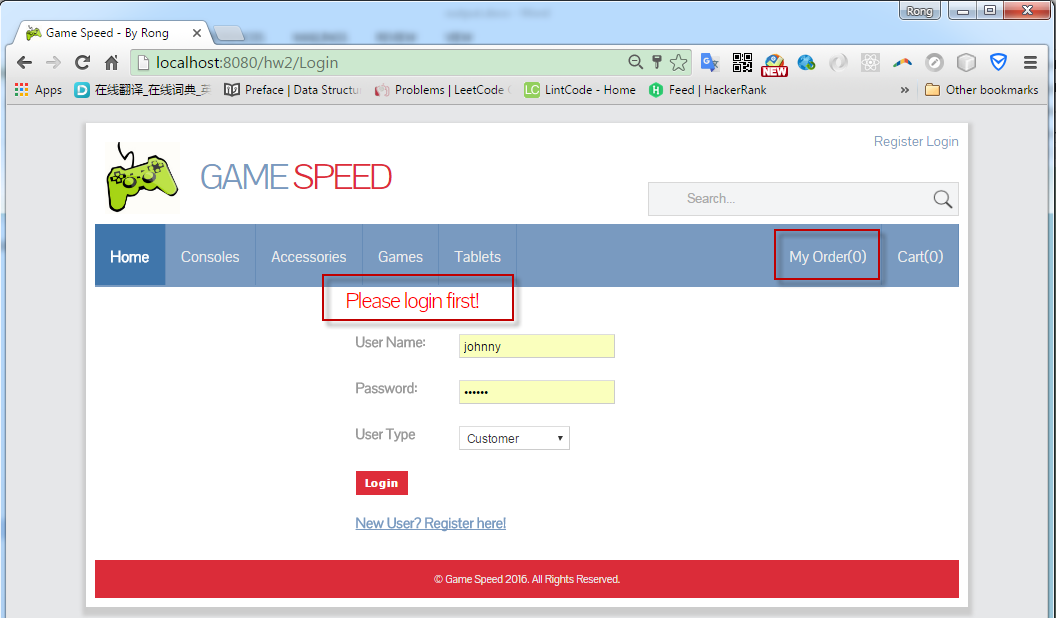 Rong
Game Speed - By Rong
localhost:8080/hw2/Login
NEW
Apps
在线翻译_在线词典_英
Preface | Data Structu
Problems | LeetCode
LC LintCode - Home
Feed | HackerRank
»
Other bookmarks
Register Login
GAME SPEED
Search...
Home Consoles Accessories Games Tablets My Order(0) Cart(0)
Please login first!
User Name: johnny
Password: ••••••
User Type Customer
Login
New User? Register here!
© Game Speed 2016. All Rights Reserved.